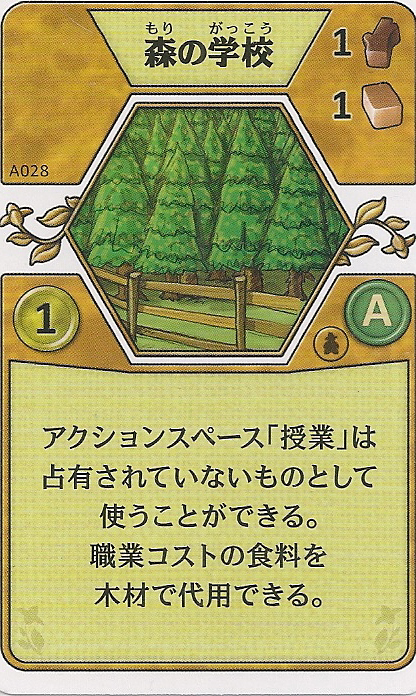 もり がっこう
森の学校
1
1
A028
1
A
アクションスペース「授業」は
占有されていないものとして
使うことができる。
職業コストの食料を
木材で代用できる。